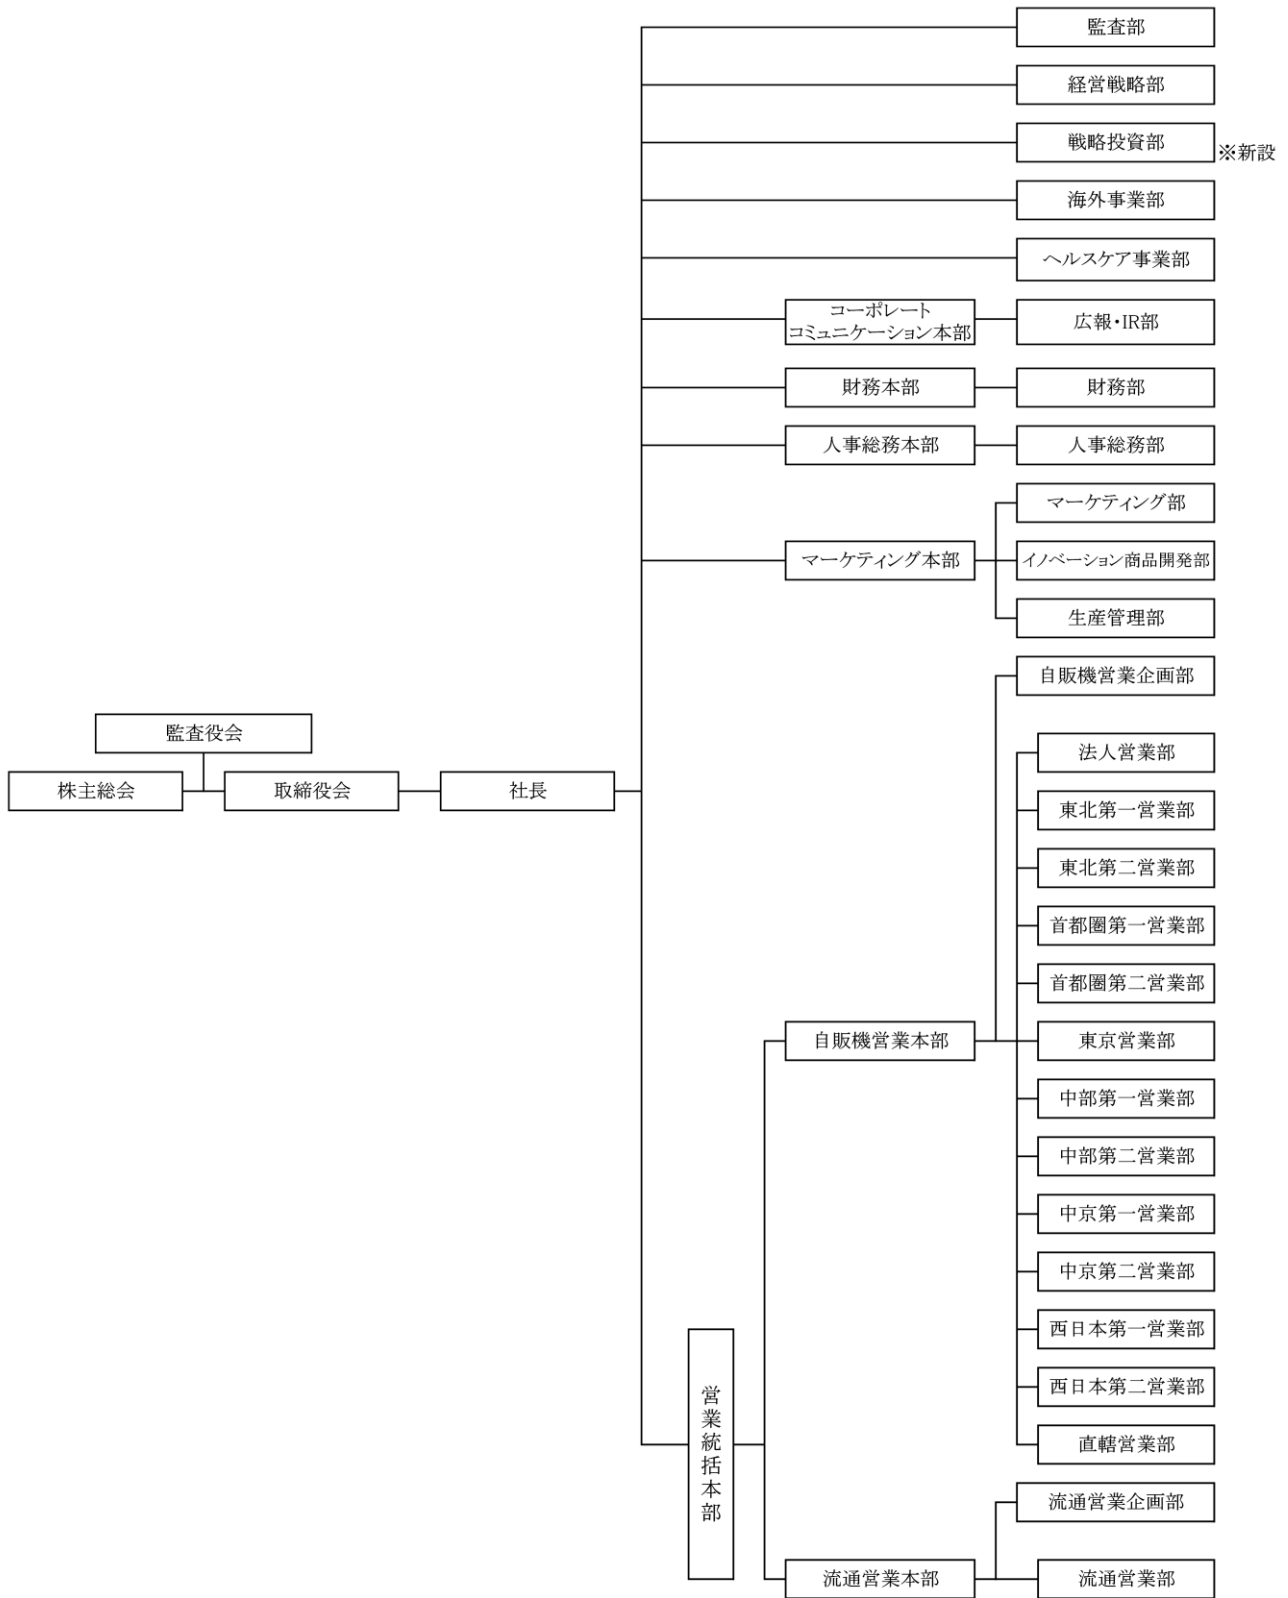 監査部
経営戦略部
戦略投資部
※新設
海外事業部
ヘルスケア事業部
コーポレート
コミュニケーション本部
広報・IR部
財務本部
財務部
人事総務本部
人事総務部
マーケティング部
マーケティング本部
イノベーション商品開発部
生産管理部
自販機営業企画部
監査役会
法人営業部
株主総会
取締役会
社長
東北第一営業部
東北第二営業部
首都圏第一営業部
首都圏第二営業部
自販機営業本部
東京営業部
中部第一営業部
中部第二営業部
中京第一営業部
中京第二営業部
西日本第一営業部
西日本第二営業部
営業統括本部
直轄営業部
流通営業企画部
流通営業本部
流通営業部